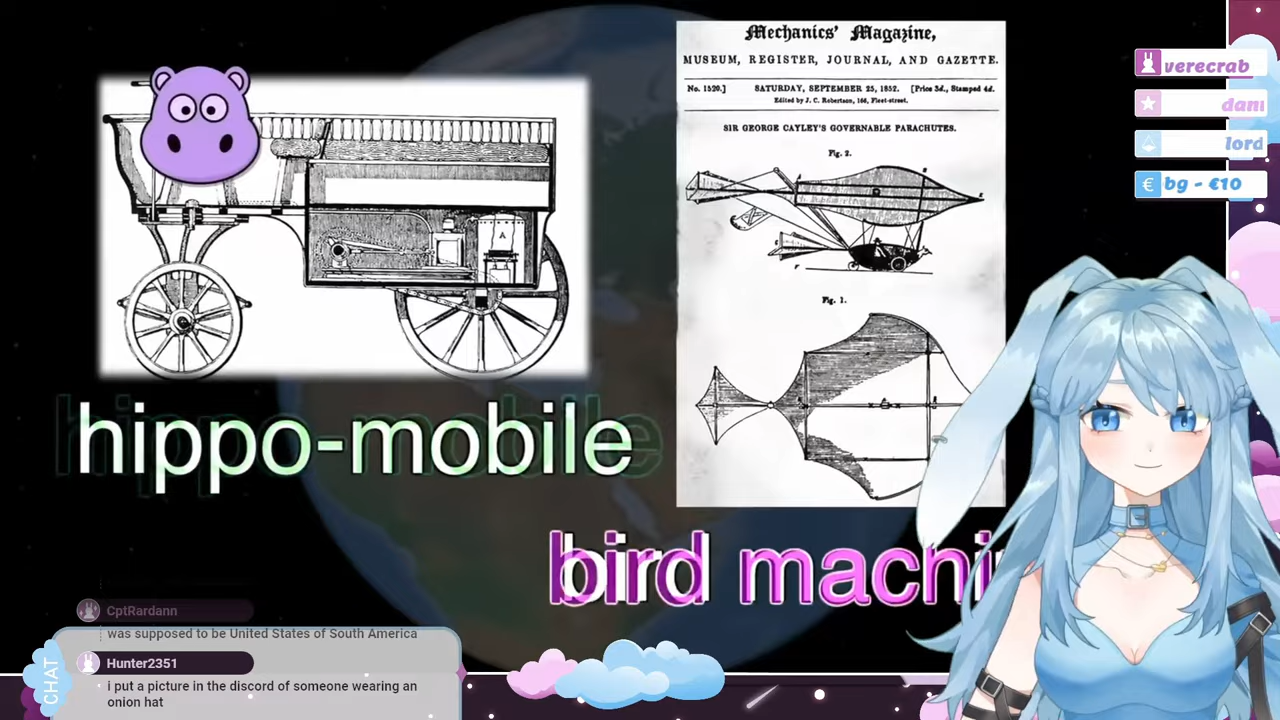 Mechanics' Magazine,
MUSEUM, REGISTER, JOURNAL, AND GAZETTE.
No. 1520.] SATURDAY, SEPTEMBER 25, 1852. [Price 3d., Stamped 4d.
Edited by J. C. Robertson, 166, Fleet-street.
SIR GEORGE CAYLEY'S GOVERNABLE PARACHUTES.
Fig. 2.
Fig. 1.
hippo-mobile
bird machi
verecrab
dani
lord
€ bg - €10
CHAT
CptRardann
was supposed to be United States of South America
Hunter2351
i put a picture in the discord of someone wearing an
onion hat